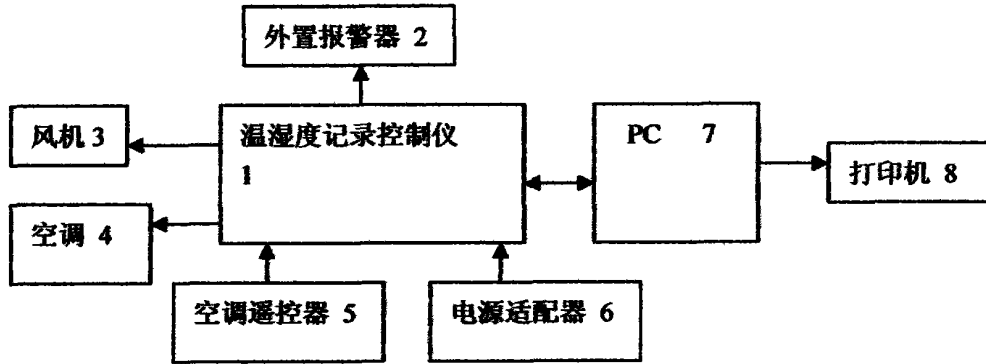 外置报警器 2
风机 3
温湿度记录控制仪
1
PC 7
打印机 8
空调 4
空调遥控器 5
电源适配器 6